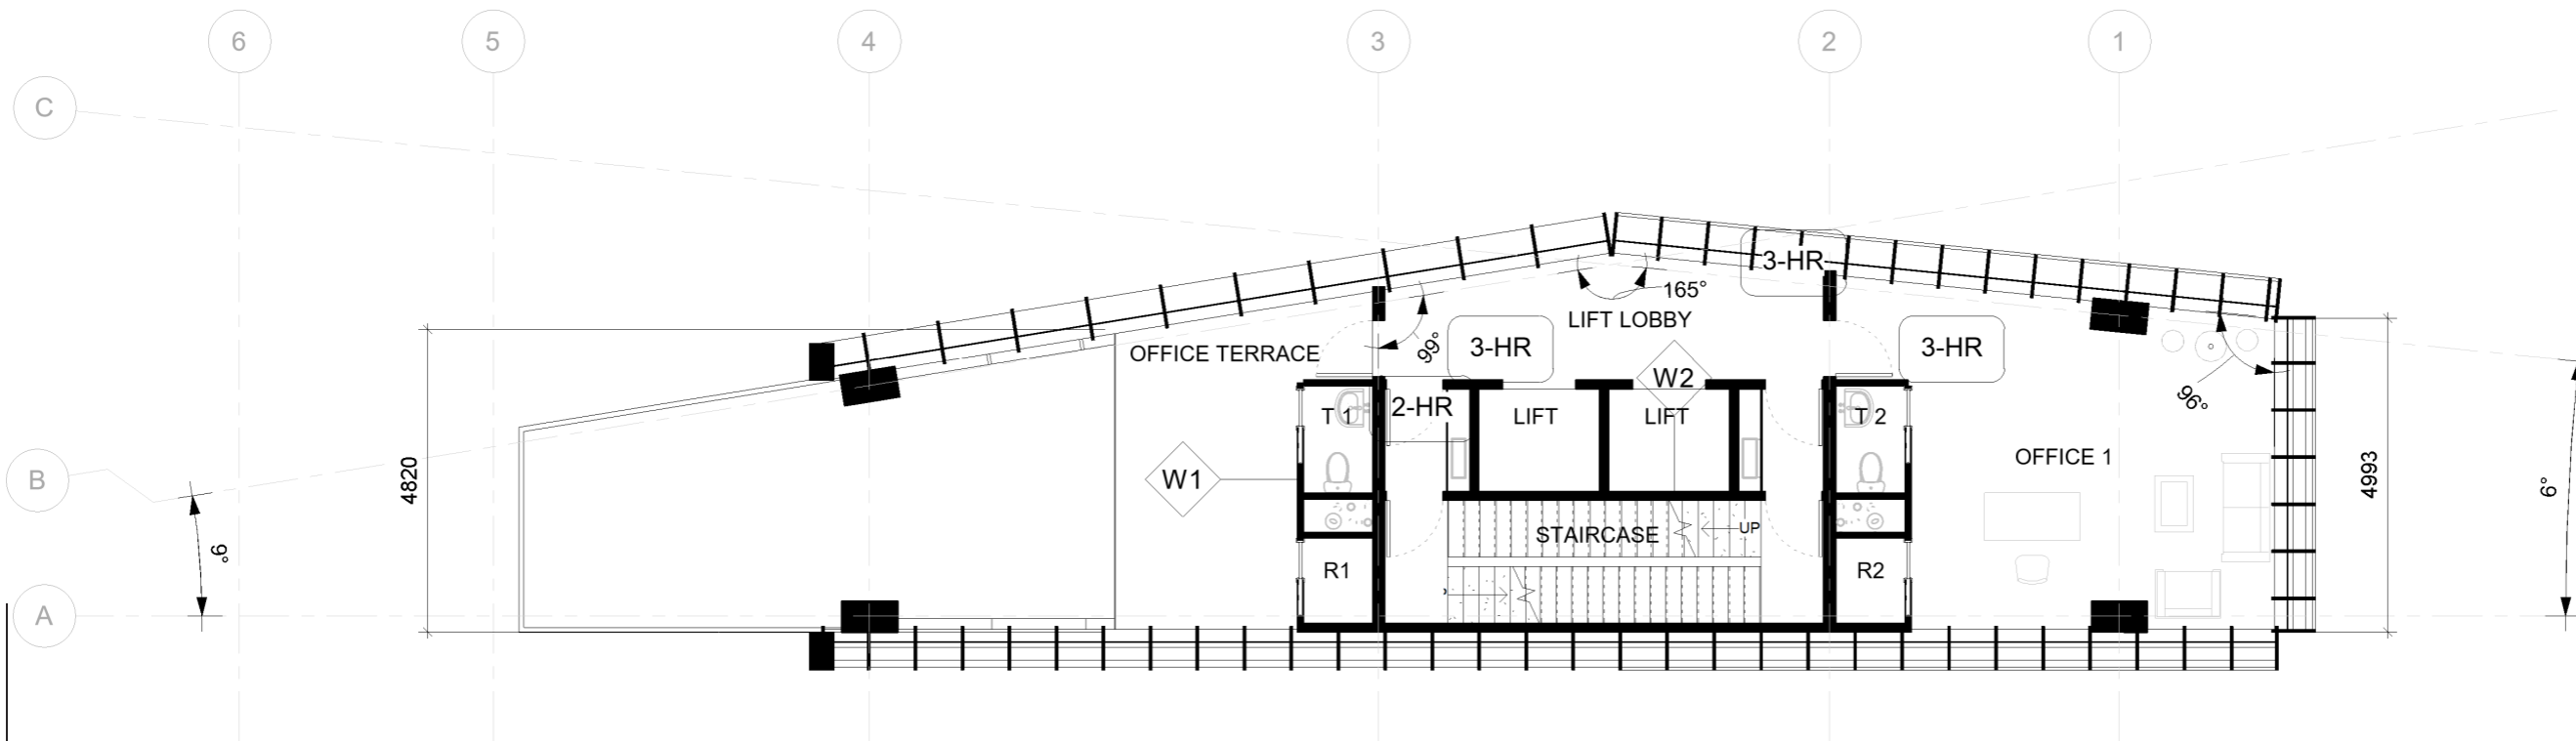 6
5
4
3
2
1
C
3-HR
165°
LIFT LOBBY
99°
3-HR
3-HR
OFFICE TERRACE
W2
2-HR
T 1
LIFT
LIFT
T 2
96°
OFFICE 1
4820
W1
4993
6°
B
9°
STAIRCASE
UP
R1
R2
A